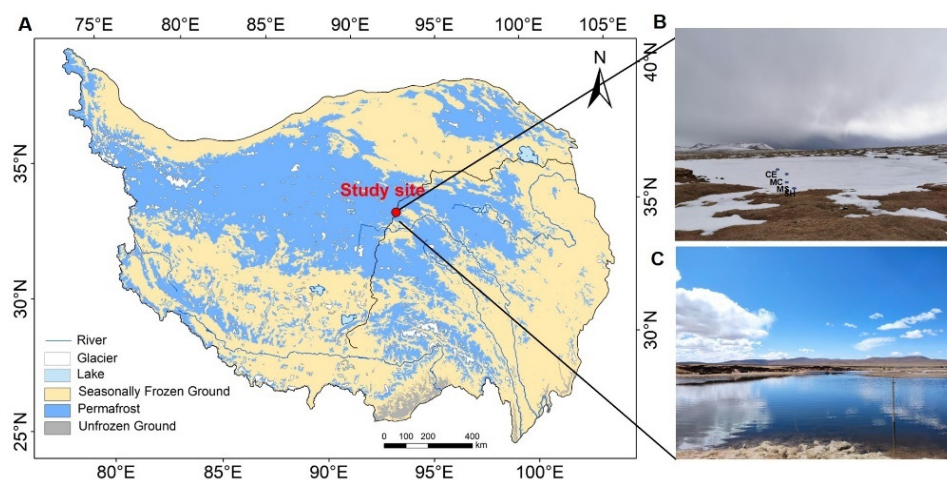 A
75°E 80°E 85°E 90°E 95°E 100°E 105°E
40°N
35°N
35°N
30°N
30°N
25°N
80°E 85°E 90°E 95°E 100°E
N
Study site
River
Glacier
Lake
Seasonally Frozen Ground
Permafrost
Unfrozen Ground
0 100 200 400
km
B
CE
MC
MS
C